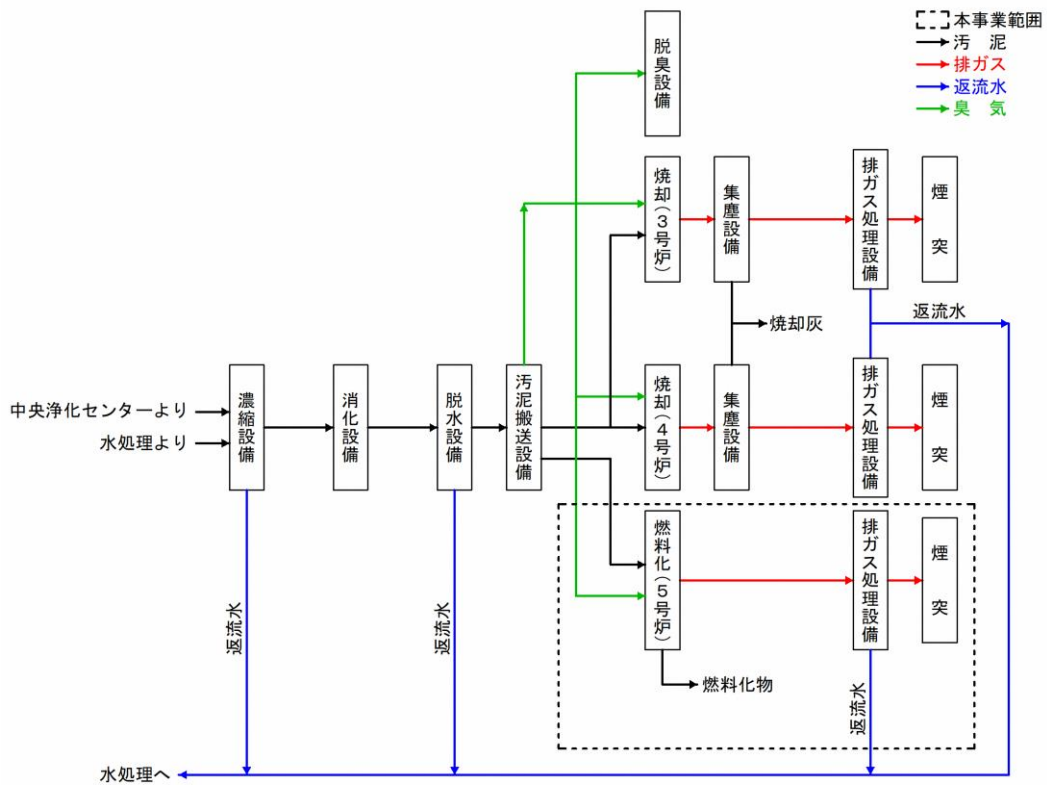 本事業範囲
汚　泥
排ガス
返流水
臭　気
脱臭設備
焼却(３号炉)
集塵設備
排ガス処理設備
煙　突
返流水
焼却灰
中央浄化センターより
水処理より
濃縮設備
消化設備
脱水設備
汚泥搬送設備
焼却(４号炉)
集塵設備
排ガス処理設備
煙　突
燃料化(５号炉)
排ガス処理設備
煙　突
返流水
返流水
燃料化物
返流水
水処理へ